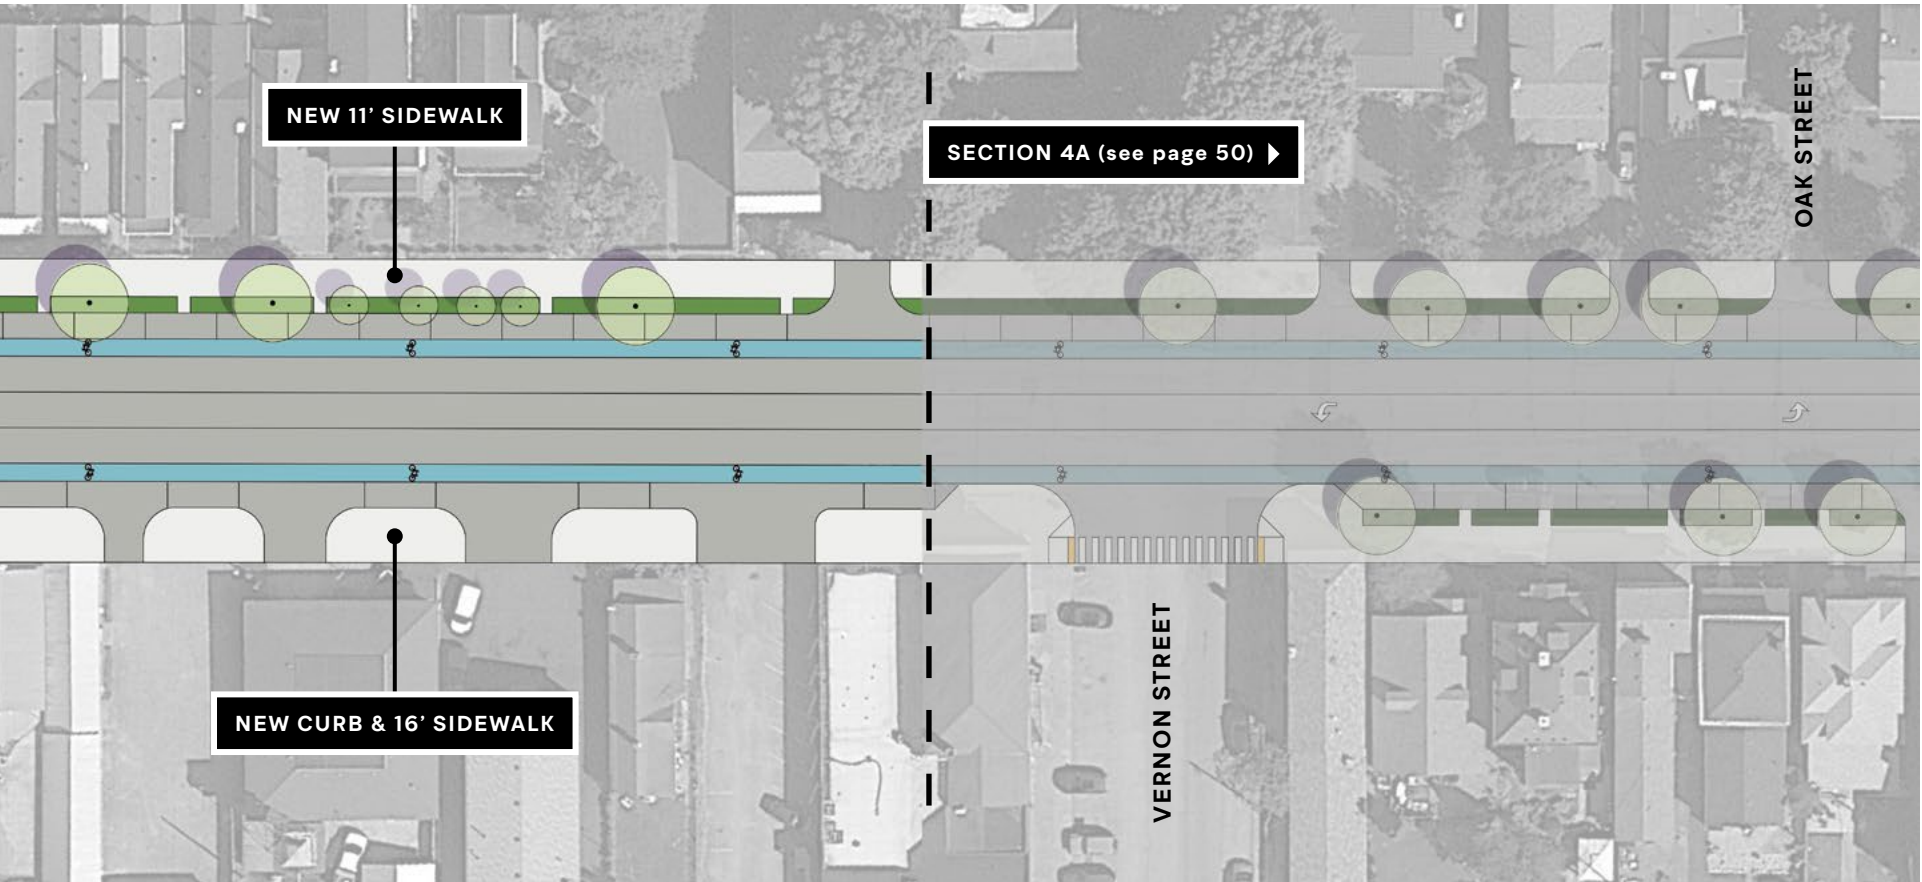 NEW 11’ SIDEWALK
SECTION 4A (see page 50)
OAK STREET
NEW CURB & 16’ SIDEWALK
VERNON STREET